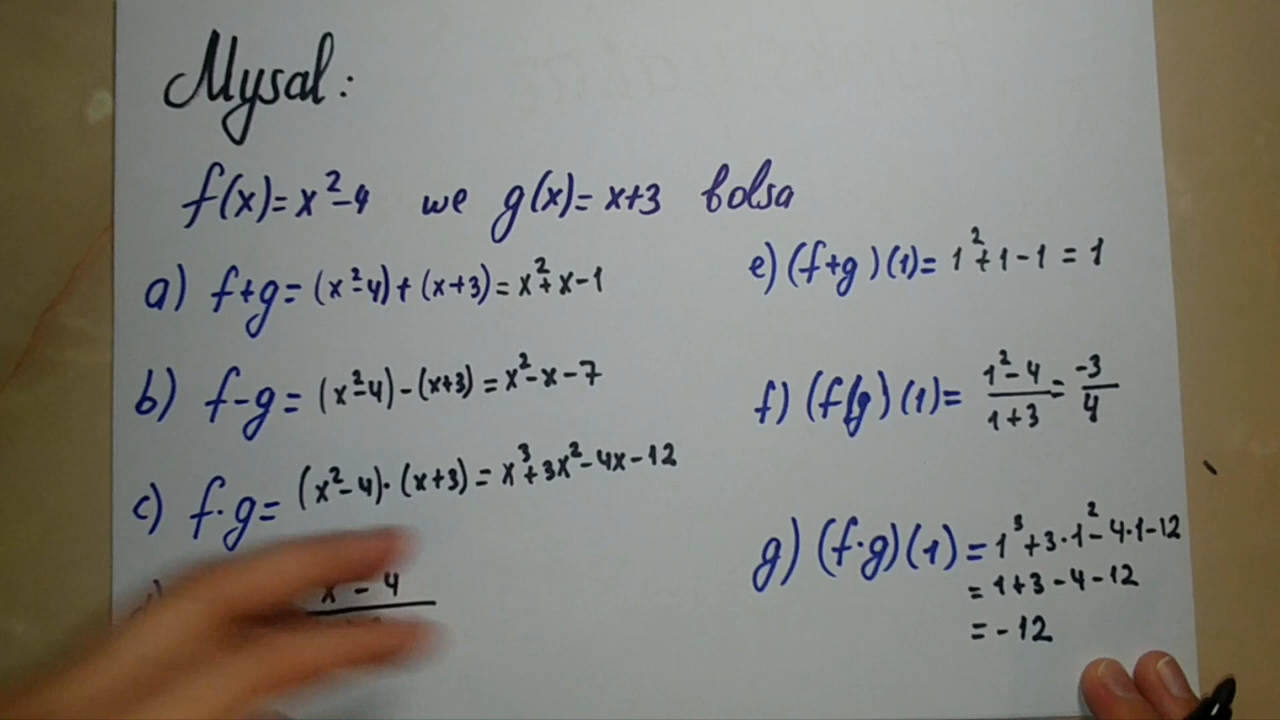 Mysal:
f(x)= x²-4 we g(x)= x+3 bolsa
a) f+g= (x²-4)+(x+3)= x²+x-1
b) f-g= (x²-4)-(x+3)= x²-x-7
c) f·g= (x²-4)·(x+3)= x³+3x²-4x-12
x - 4
e) (f+g)(1)= 1²+1-1 = 1
f) (f/g)(1)= 1²-4/1+3 = -3/4
g) (f·g)(1)= 1³+3·1²-4·1-12
= 1+3-4-12
= -12